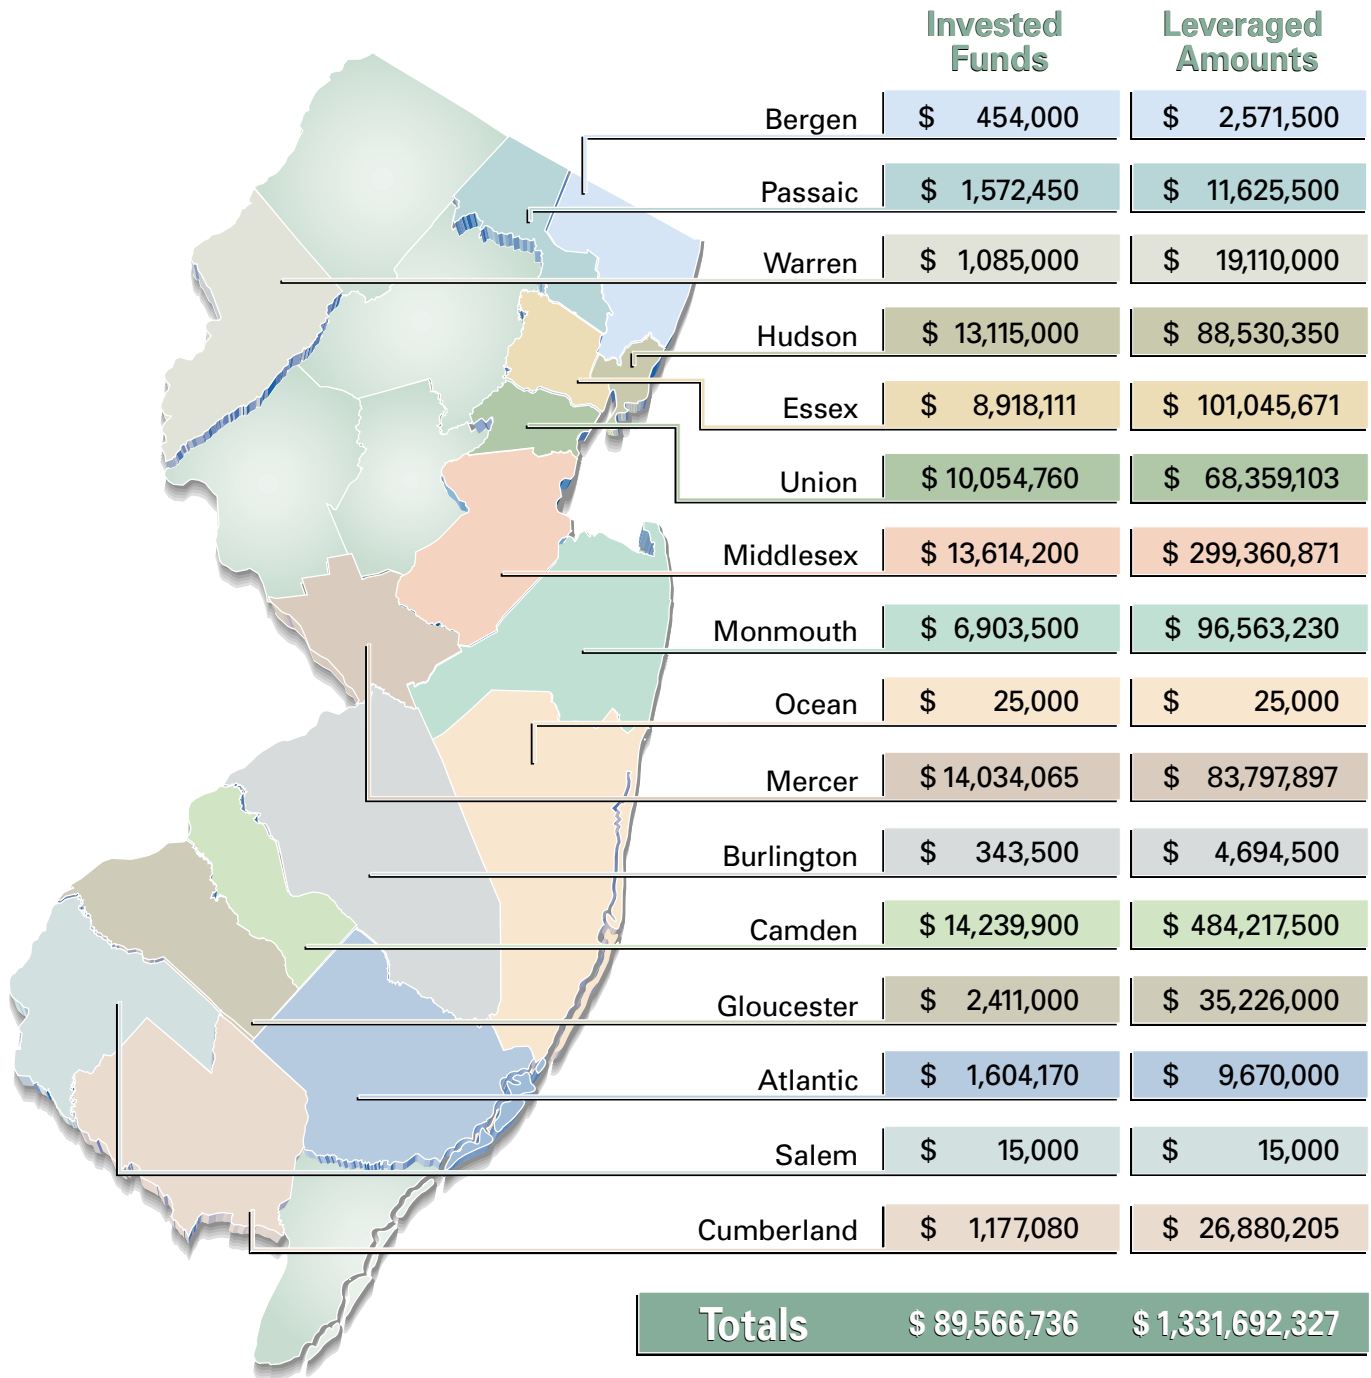 Invested Funds
Leveraged Amounts
Bergen $ 454,000 $ 2,571,500
Passaic $ 1,572,450 $ 11,625,500
Warren $ 1,085,000 $ 19,110,000
Hudson $ 13,115,000 $ 88,530,350
Essex $ 8,918,111 $ 101,045,671
Union $ 10,054,760 $ 68,359,103
Middlesex $ 13,614,200 $ 299,360,871
Monmouth $ 6,903,500 $ 96,563,230
Ocean $ 25,000 $ 25,000
Mercer $ 14,034,065 $ 83,797,897
Burlington $ 343,500 $ 4,694,500
Camden $ 14,239,900 $ 484,217,500
Gloucester $ 2,411,000 $ 35,226,000
Atlantic $ 1,604,170 $ 9,670,000
Salem $ 15,000 $ 15,000
Cumberland $ 1,177,080 $ 26,880,205
Totals $ 89,566,736 $ 1,331,692,327